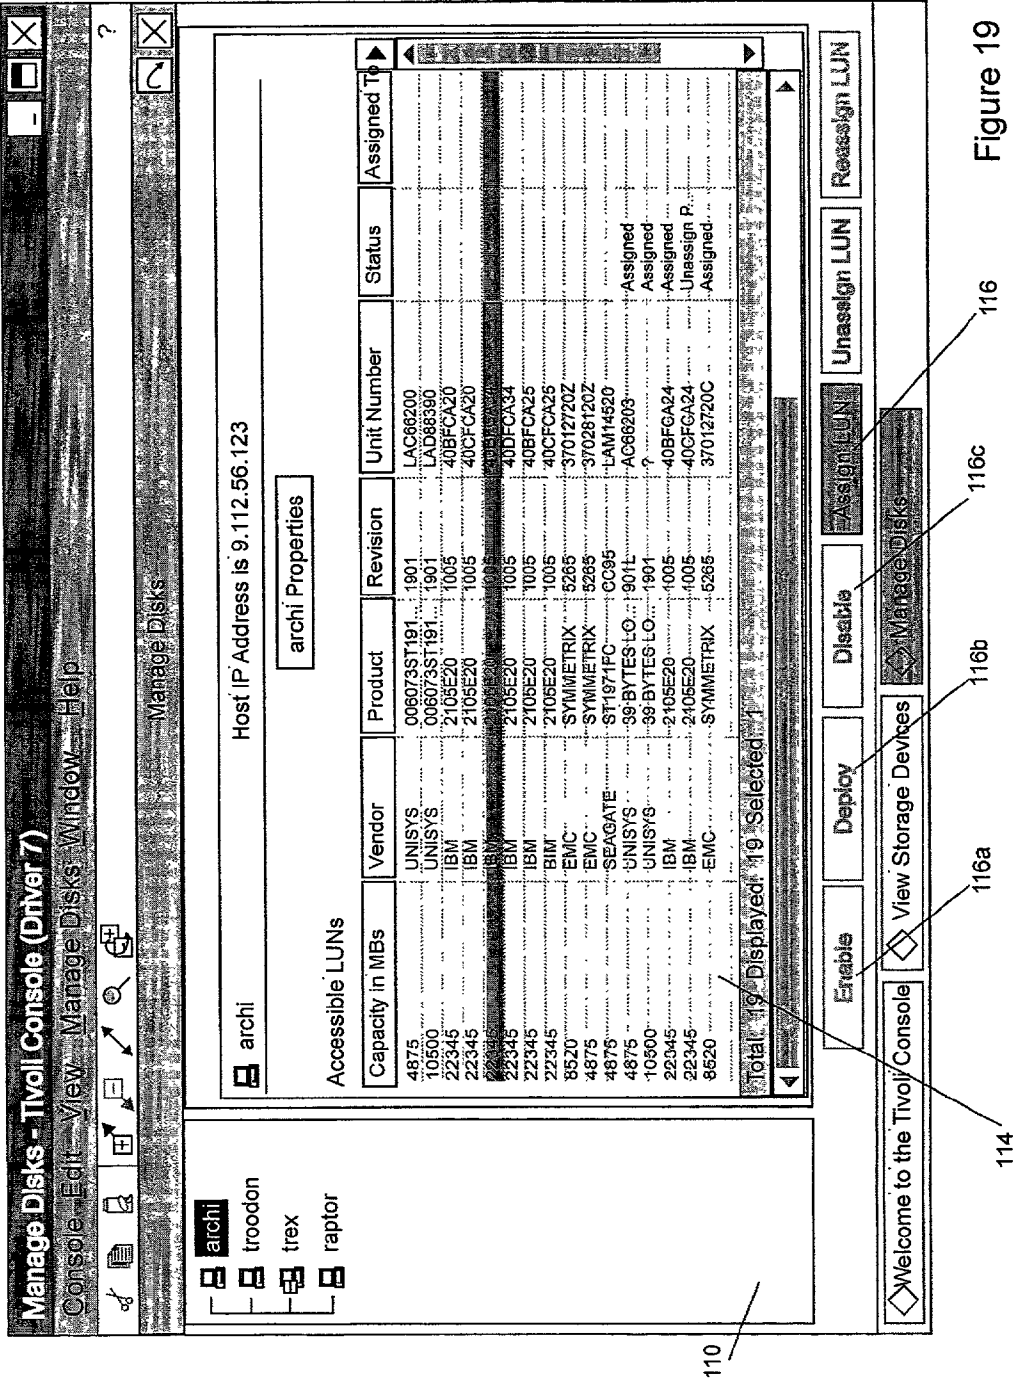 Manage Disks - Tivoli Console (Driver 7)
Console Edit View Manage Disks Window Help
?
Manage Disks
archi
troodon
trex
raptor
archi Host IP Address is 9.112.56.123
archi Properties
Accessible LUNs
Capacity in MBs Vendor Product Revision Unit Number Status Assigned To
4875 UNISYS 006073ST191... 1901 LAC66200
10500 UNISYS 006073ST191... 1901 LAD88390
22345 IBM 2105E20 1005 40BFCA20
22345 IBM 2105E20 1005 40CFCA20
22345 IBM 2105E20 1005
22345 IBM 2105E20 1005 40DFCA34
22345 IBM 2105E20 1005 40BFCA25
22345 BIM 2105E20 1005 40CFCA25
8520 EMC SYMMETRIX 5265 37012720Z
4875 EMC SYMMETRIX 5265 37028120Z
4875 SEAGATE ST1971FC CC95 LAM14520
4875 UNISYS 39 BYTES LO... 901L AC66203 Assigned
10500 UNISYS 39 BYTES LO... 1901 ? Assigned
22345 IBM 2105E20 1005 40BFCA24 Assigned
22345 IBM 2105E20 1005 40CFCA24 Unassign P...
8520 EMC SYMMETRIX 5265 37012720C Assigned
Total: 19 Displayed: 19 Selected: 1
Enable Deploy Disable Assign LUN Unassign LUN Reassign LUN
Welcome to the Tivoli Console View Storage Devices Manage Disks
110
114
116a
116b
116c
116
Figure 19